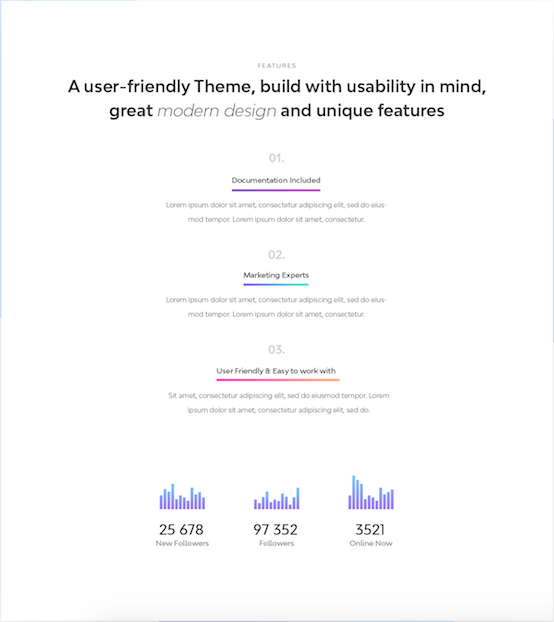 FEATURES
A user-friendly Theme, build with usability in mind,
great modern design and unique features
01.
Documentation Included
Lorem ipsum dolor sit amet, consectetur adipiscing elit, sed do eius-
mod tempor. Lorem ipsum dolor sit amet, consectetur.
02.
Marketing Experts
Lorem ipsum dolor sit amet, consectetur adipiscing elit, sed do eius-
mod tempor. Lorem ipsum dolor sit amet, consectetur.
03.
User Friendly & Easy to work with
Sit amet, consectetur adipiscing elit, sed do eiusmod tempor. Lorem
ipsum dolor sit amet, consectetur adipiscing elit, sed do.
25 678
New Followers
97 352
Followers
3521
Online Now